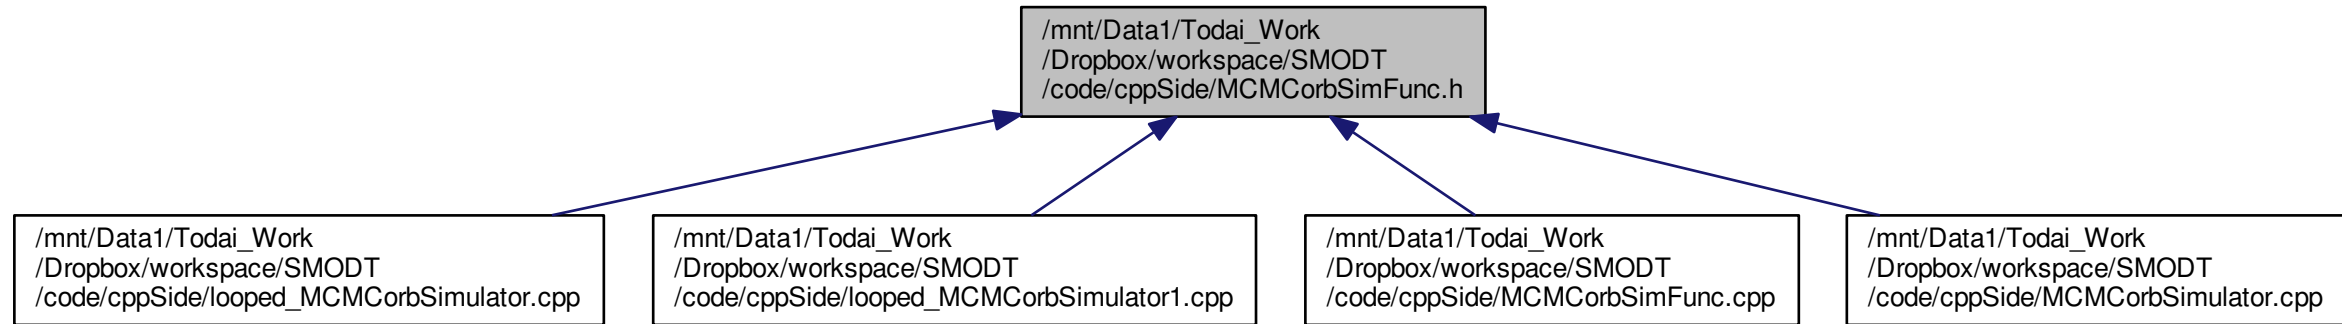 /mnt/Data1/Todai_Work
/Dropbox/workspace/SMODT
/code/cppSide/MCMCorbSimFunc.h
/mnt/Data1/Todai_Work
/Dropbox/workspace/SMODT
/code/cppSide/looped_MCMCorbSimulator.cpp
/mnt/Data1/Todai_Work
/Dropbox/workspace/SMODT
/code/cppSide/looped_MCMCorbSimulator1.cpp
/mnt/Data1/Todai_Work
/Dropbox/workspace/SMODT
/code/cppSide/MCMCorbSimFunc.cpp
/mnt/Data1/Todai_Work
/Dropbox/workspace/SMODT
/code/cppSide/MCMCorbSimulator.cpp